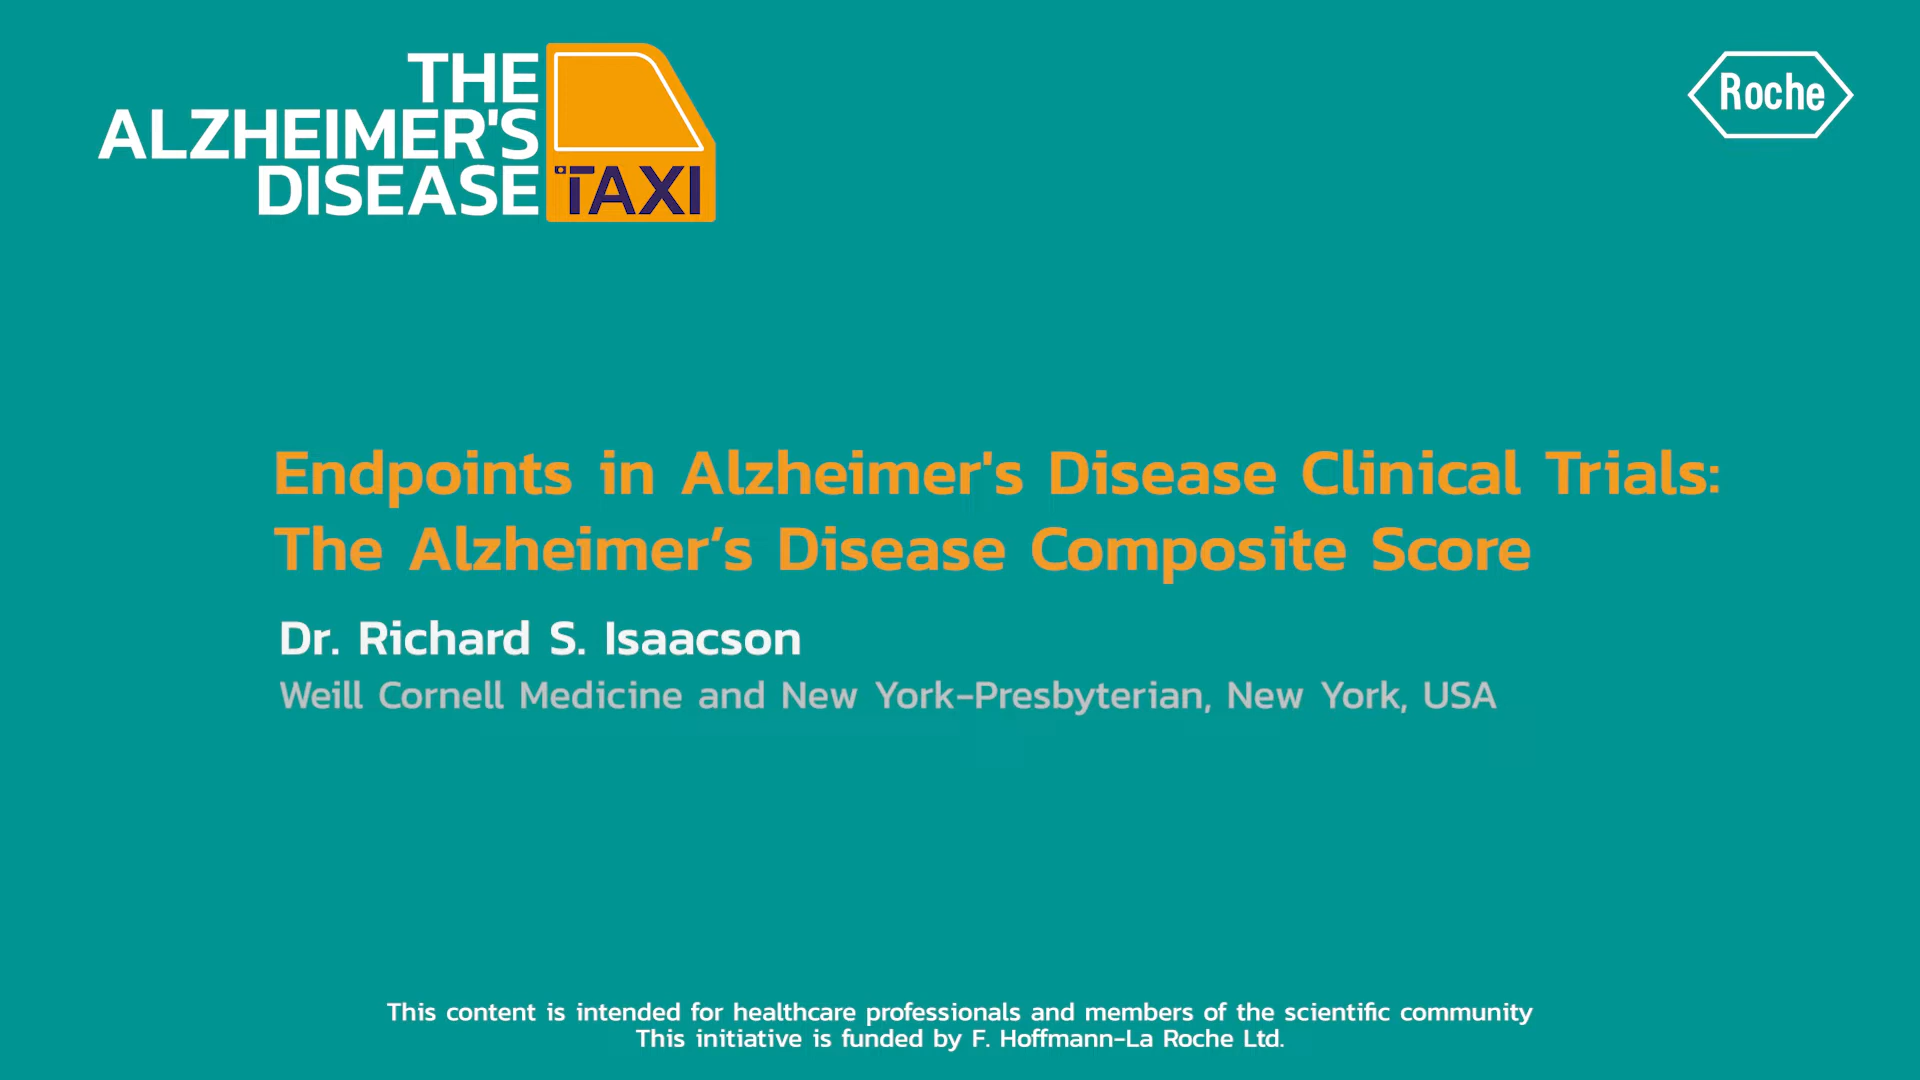 THE
ALZHEIMER'S
DISEASE TAXI
Roche
Endpoints in Alzheimer's Disease Clinical Trials:
The Alzheimer’s Disease Composite Score
Dr. Richard S. Isaacson
Weill Cornell Medicine and New York-Presbyterian, New York, USA
This content is intended for healthcare professionals and members of the scientific community
This initiative is funded by F. Hoffmann-La Roche Ltd.